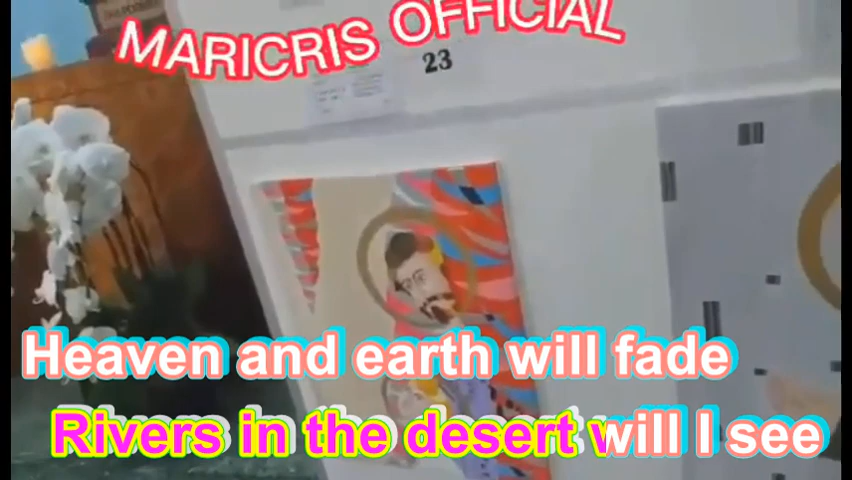 MARICRIS OFFICIAL
23
Heaven and earth will fade
Rivers in the desert will I see